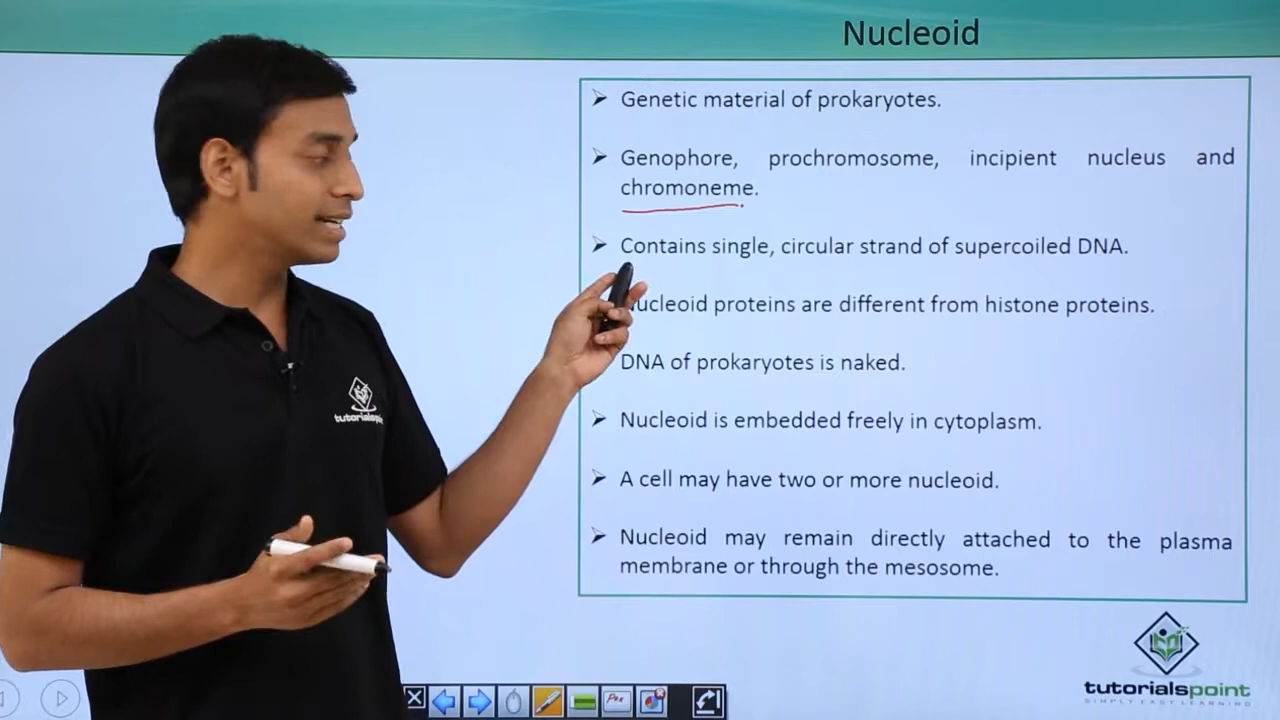 Nucleoid
➢ Genetic material of prokaryotes.
➢ Genophore, prochromosome, incipient nucleus and
chromoneme.
➢ Contains single, circular strand of supercoiled DNA.
ucleoid proteins are different from histone proteins.
DNA of prokaryotes is naked.
➢ Nucleoid is embedded freely in cytoplasm.
➢ A cell may have two or more nucleoid.
➢ Nucleoid may remain directly attached to the plasma
membrane or through the mesosome.
tutorialspoint
tutorialspoint
SIMPLY EASY LEARNING